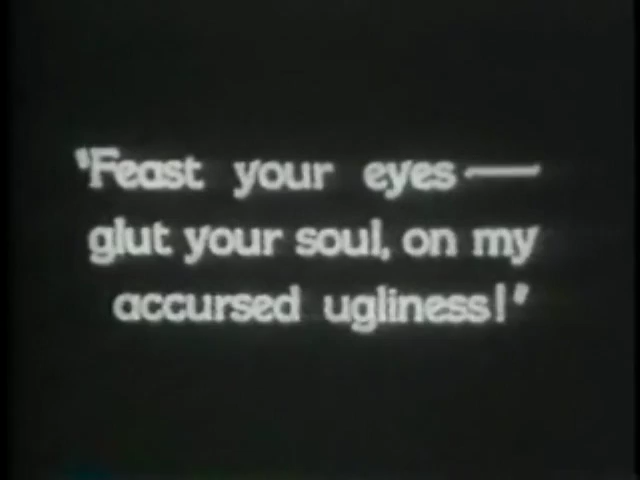 "Feast your eyes—
glut your soul, on my
accursed ugliness!"